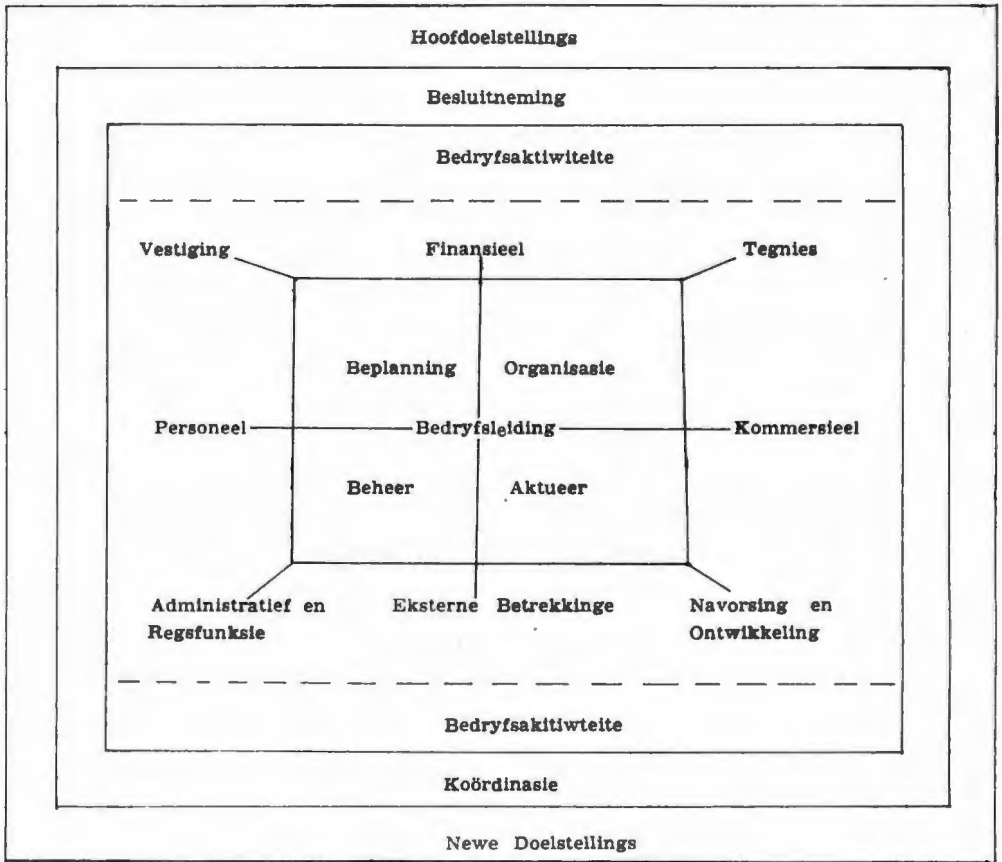 Hoofdoelstellings
Besluitneming
Bedryfsaktiwiteite
Vestiging Finansieel Tegnies
Beplanning Organisasie
Personeel Bedryfsleiding Kommersieel
Beheer Aktueer
Administratief en Eksterne Betrekkinge Navorsing en
Regsfunksie Ontwikkeling
Bedryfsakitiwteite
Koördinasie
Newe Doelstellings